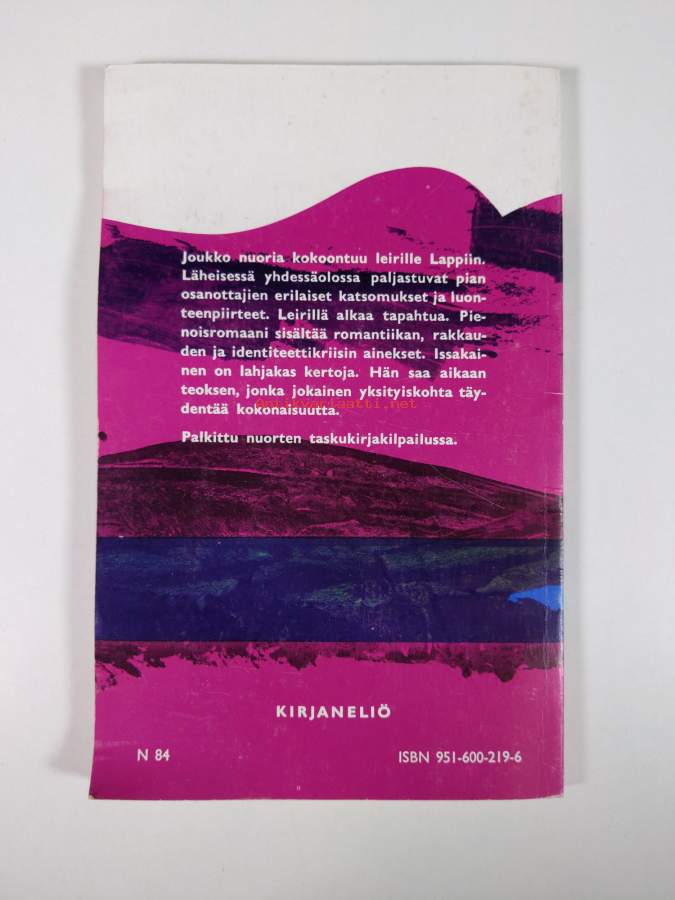 Joukko nuoria kokoontuu leirille Lappiin.
Läheisessä yhdessäolossa paljastuvat pian
osanottajien erilaiset katsomukset ja luon-
teenpiirteet. Leirillä alkaa tapahtua. Pie-
noisromaani sisältää romantiikan, rakkau-
den ja identiteettikriisin ainekset. Issakai-
nen on lahjakas kertoja. Hän saa aikaan
teoksen, jonka jokainen yksityiskohta täy-
Antikvariaatti.net
dentää kokonaisuutta.
Palkittu nuorten taskukirjakilpailussa.
KIRJANELIÖ
N 84
ISBN 951-600-219-6